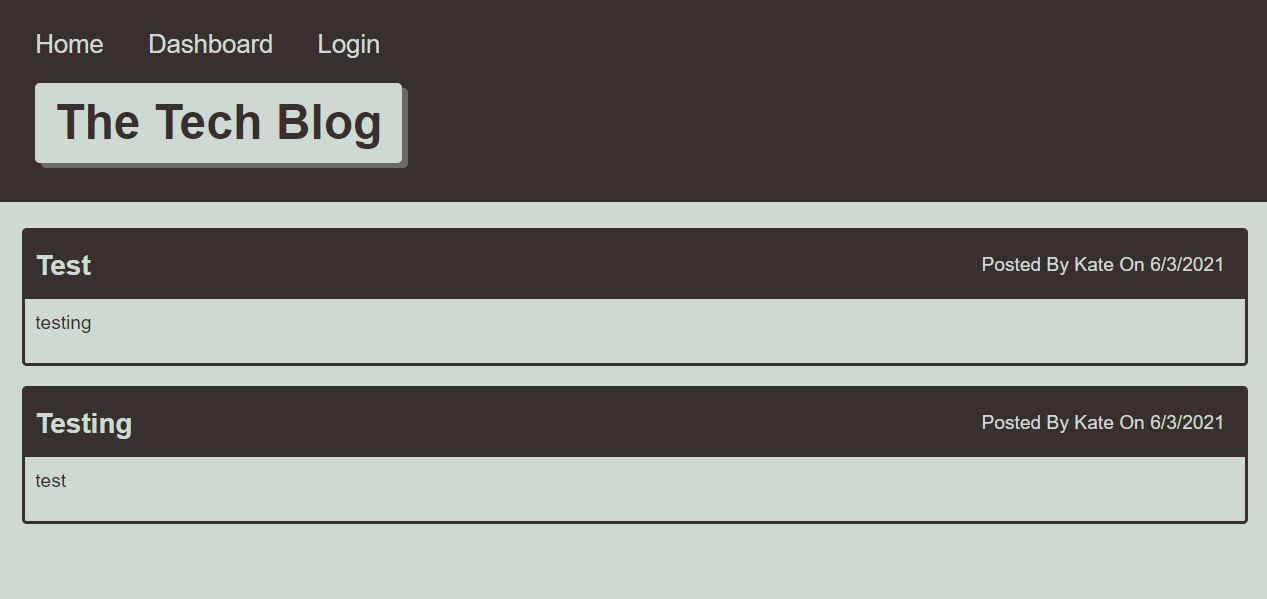 Home Dashboard Login
The Tech Blog
Test Posted By Kate On 6/3/2021
testing
Testing Posted By Kate On 6/3/2021
test